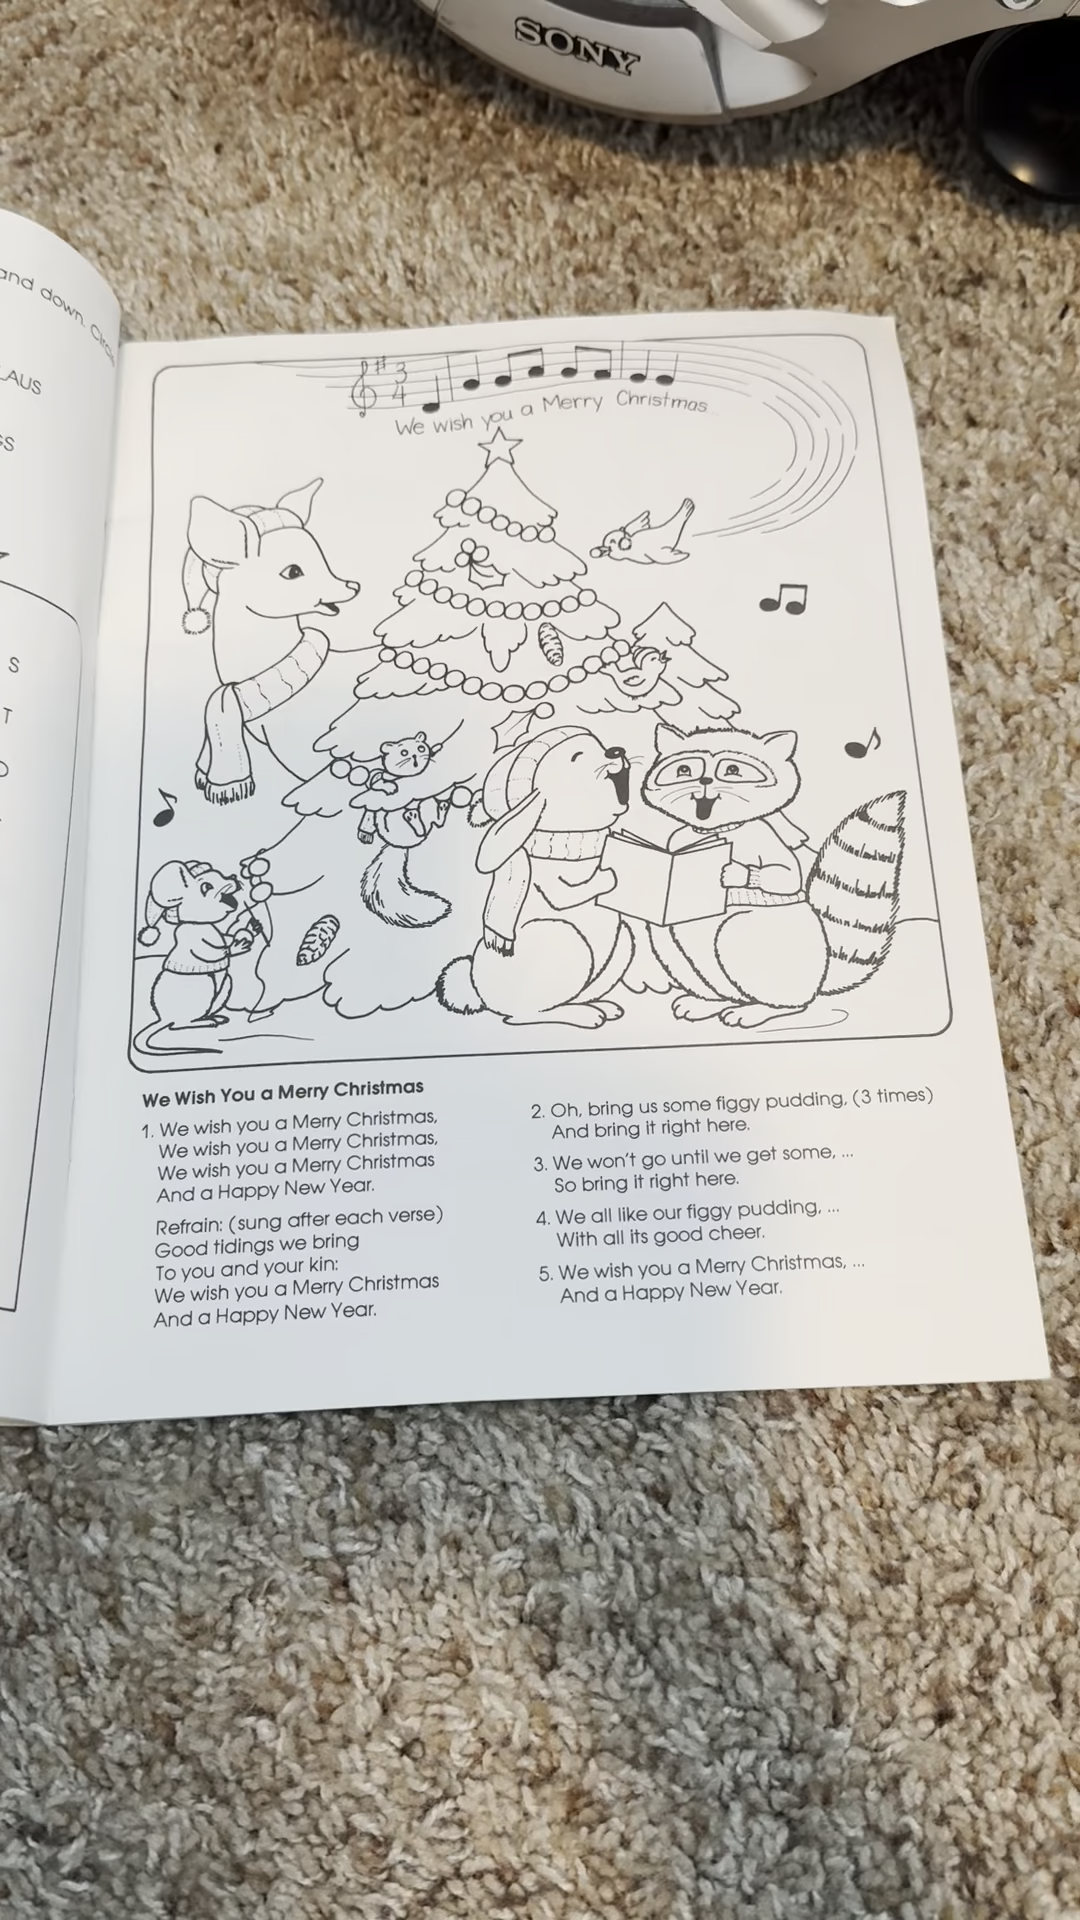 SONY
and down. Circ
LAUS
GS
S
T
O
3
4
We wish you a Merry Christmas
We Wish You a Merry Christmas
1. We wish you a Merry Christmas,
We wish you a Merry Christmas,
We wish you a Merry Christmas
And a Happy New Year.
Refrain: (sung after each verse)
Good tidings we bring
To you and your kin:
We wish you a Merry Christmas
And a Happy New Year.
2. Oh, bring us some figgy pudding, (3 times)
And bring it right here.
3. We won't go until we get some, ...
So bring it right here.
4. We all like our figgy pudding, ...
With all its good cheer.
5. We wish you a Merry Christmas, ...
And a Happy New Year.